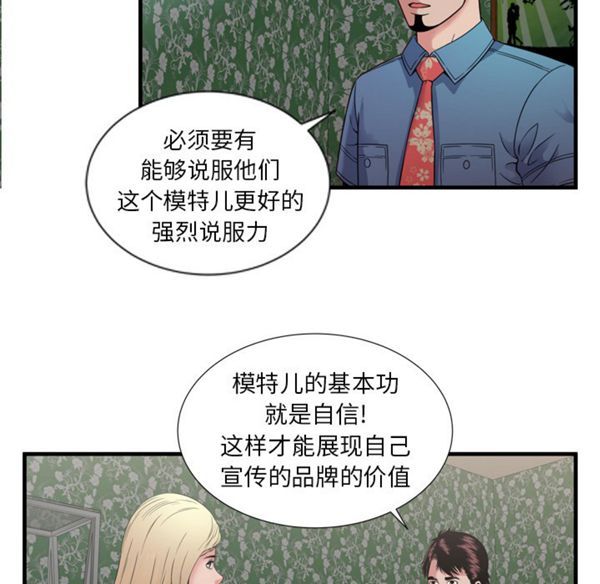 必须要有
能够说服他们
这个模特儿更好的
强烈说服力
模特儿的基本功
就是自信!
这样才能展现自己
宣传的品牌的价值